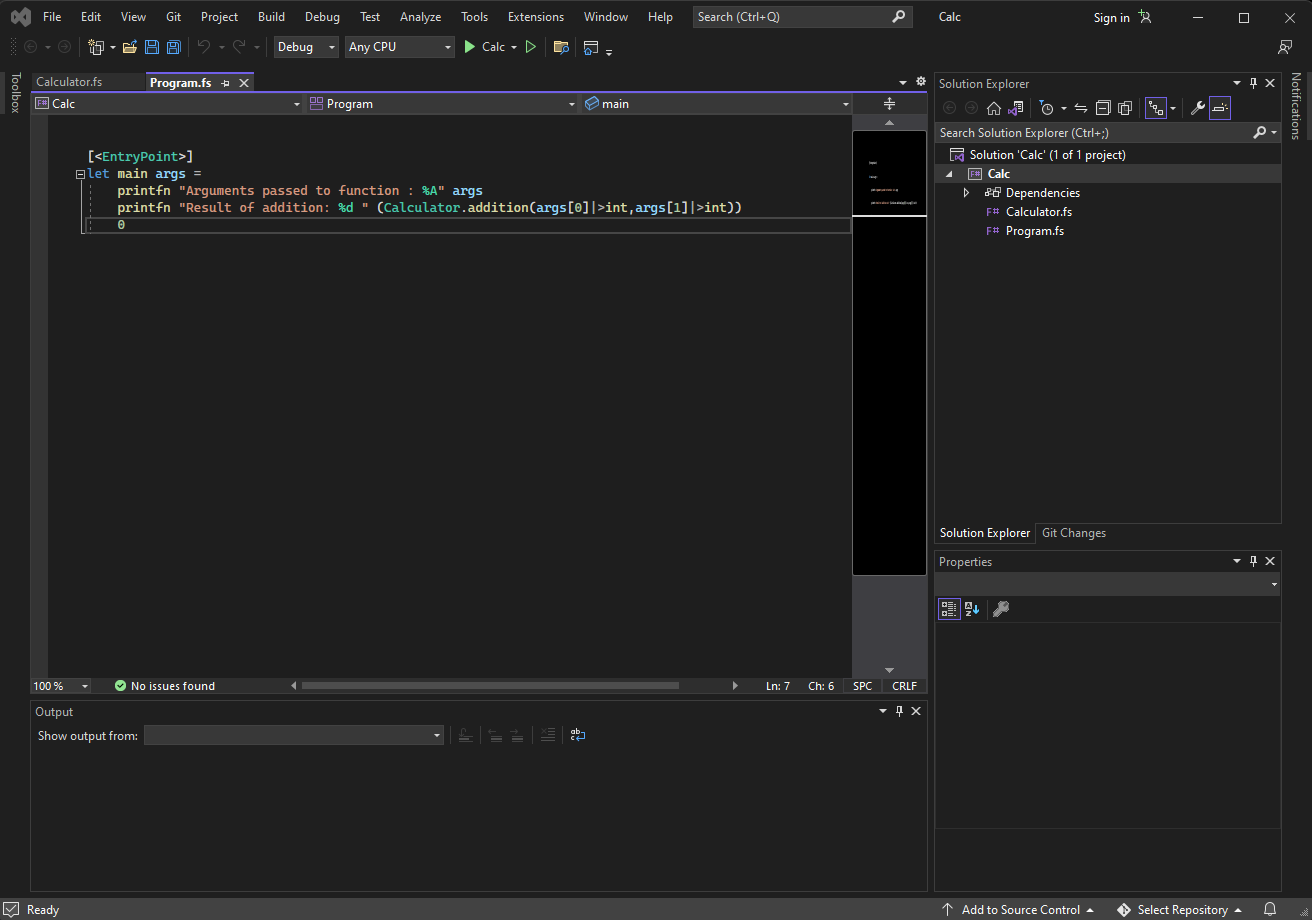 File Edit View Git Project Build Debug Test Analyze Tools Extensions Window Help Search (Ctrl+Q) Calc Sign in
Debug Any CPU Calc
Toolbox
Calculator.fs Program.fs
F# Calc Program main
[<EntryPoint>]
let main args =
printfn "Arguments passed to function : %A" args
printfn "Result of addition: %d " (Calculator.addition(args[0]|>int,args[1]|>int))
0
100 % No issues found Ln: 7 Ch: 6 SPC CRLF
Output
Show output from:
Solution Explorer
Search Solution Explorer (Ctrl+;)
Solution 'Calc' (1 of 1 project)
F# Calc
Dependencies
F# Calculator.fs
F# Program.fs
Solution Explorer Git Changes
Properties
Notifications
Ready Add to Source Control Select Repository